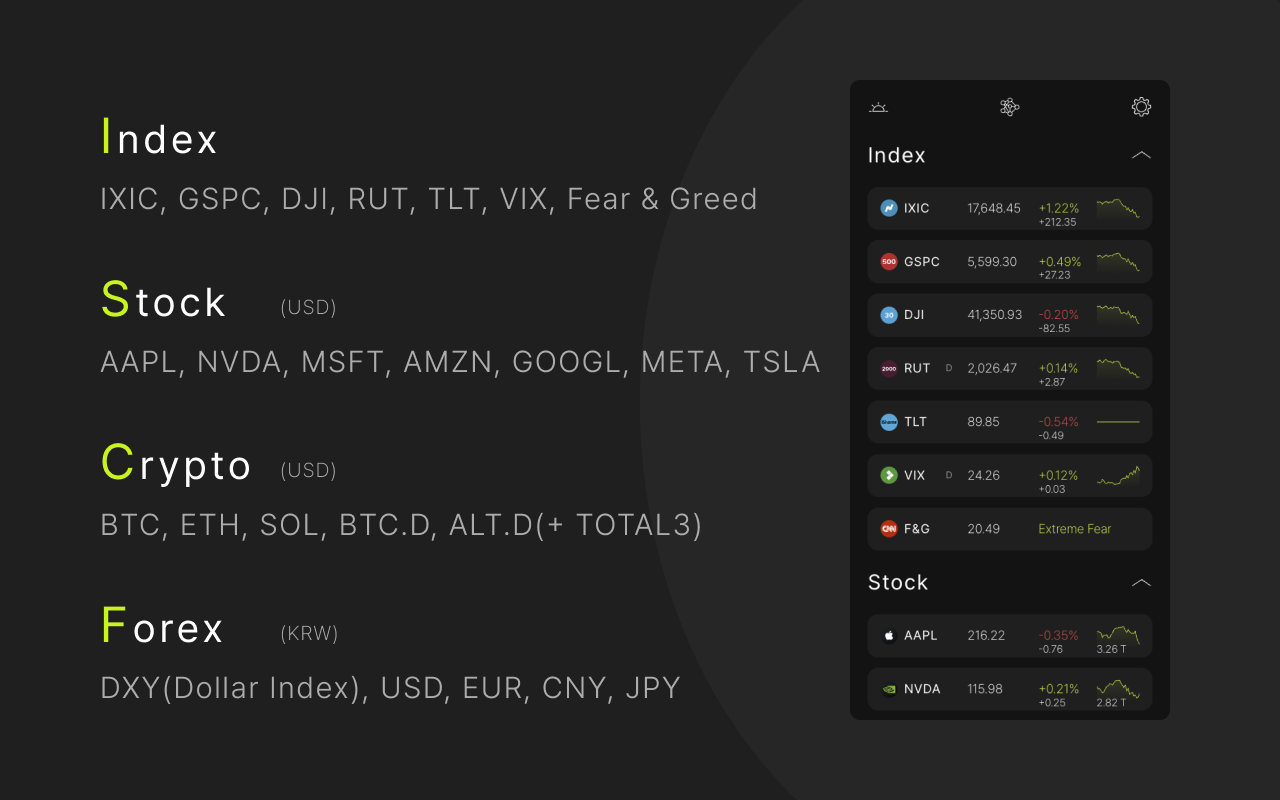 Index
IXIC, GSPC, DJI, RUT, TLT, VIX, Fear & Greed
Stock (USD)
AAPL, NVDA, MSFT, AMZN, GOOGL, META, TSLA
Crypto (USD)
BTC, ETH, SOL, BTC.D, ALT.D(+ TOTAL3)
Forex (KRW)
DXY(Dollar Index), USD, EUR, CNY, JPY
Index
IXIC 17,648.45 +1.22%
+212.35
500 GSPC 5,599.30 +0.49%
+27.23
30 DJI 41,350.93 -0.20%
-82.55
2000 RUT D 2,026.47 +0.14%
+2.87
TLT 89.85 -0.54%
-0.49
VIX D 24.26 +0.12%
+0.03
CNN F&G 20.49 Extreme Fear
Stock
AAPL 216.22 -0.35%
-0.76 3.26 T
NVDA 115.98 +0.21%
+0.25 2.82 T